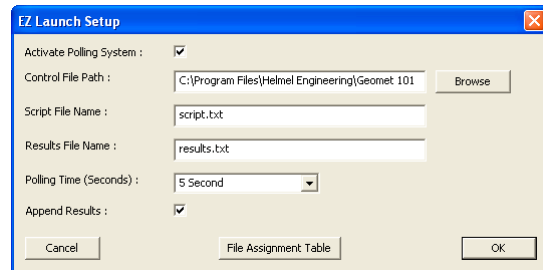 EZ Launch Setup
Activate Polling System :
Control File Path : C:\Program Files\Helmel Engineering\Geomet 101 Browse
Script File Name : script.txt
Results File Name : results.txt
Polling Time (Seconds) : 5 Second
Append Results :
Cancel File Assignment Table OK